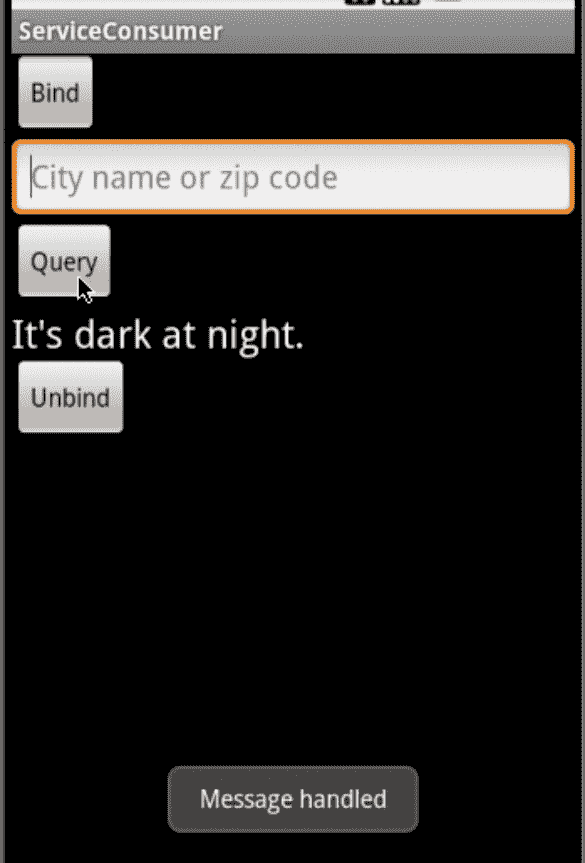 ServiceConsumer
Bind
City name or zip code
Query
It's dark at night.
Unbind
Message handled